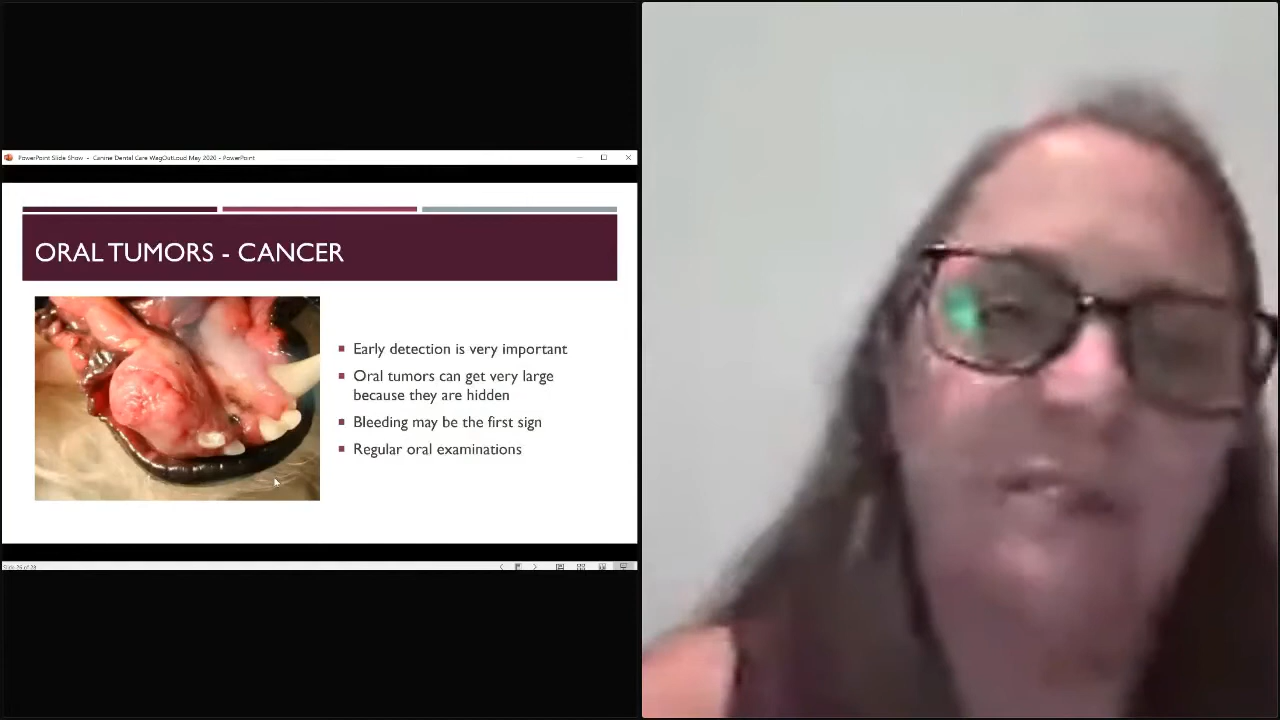 PowerPoint Slide Show - Canine Dental Care WagOutLoud May 2020 - PowerPoint
ORAL TUMORS - CANCER
Early detection is very important
Oral tumors can get very large
because they are hidden
Bleeding may be the first sign
Regular oral examinations